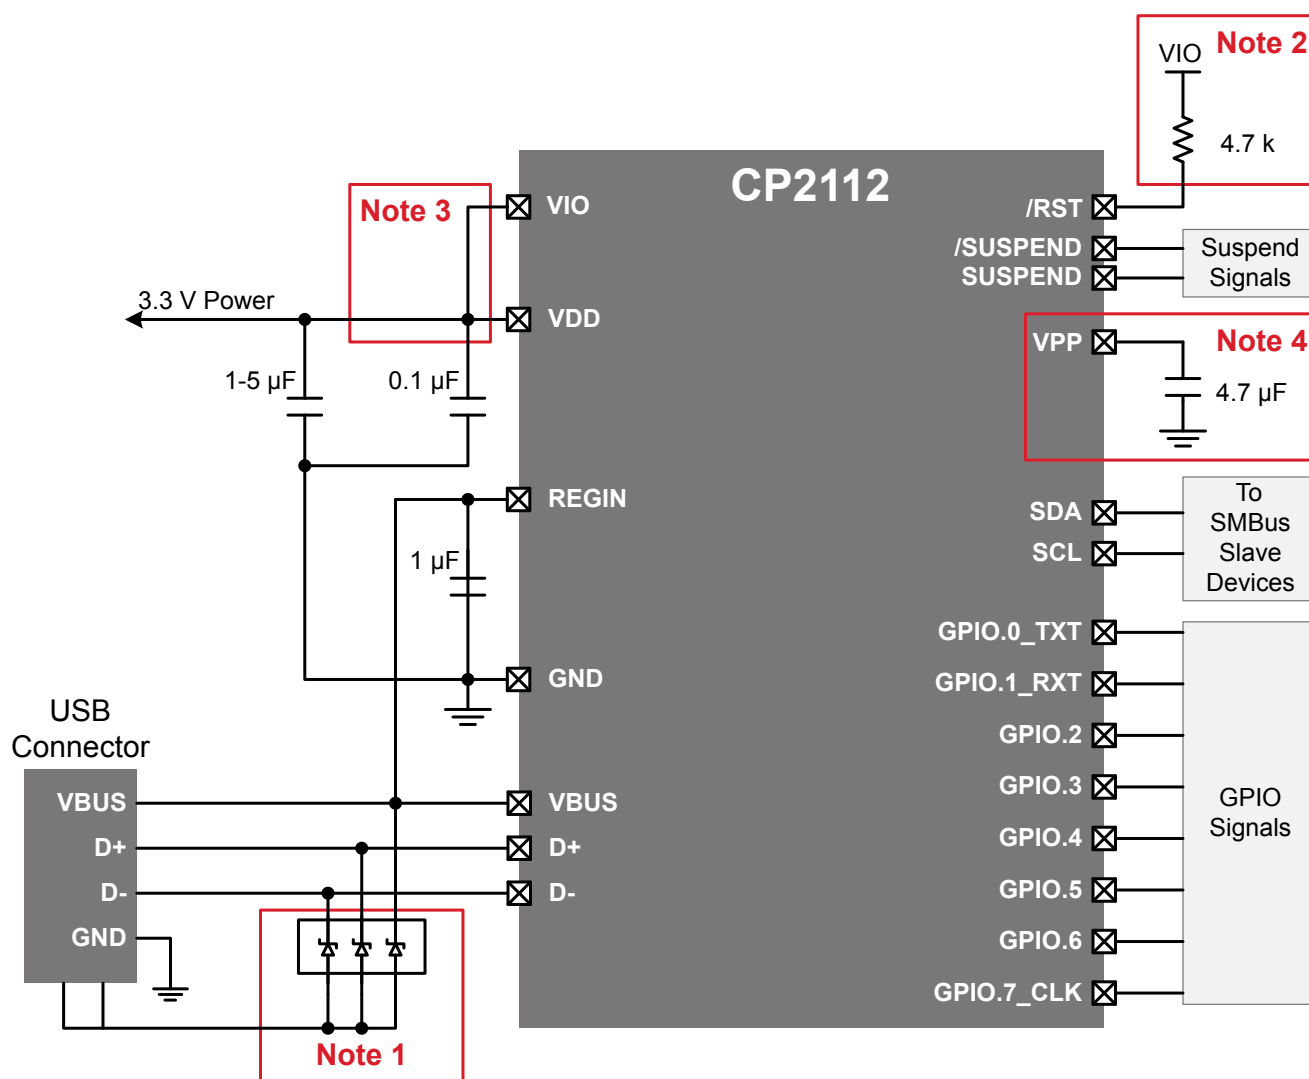 Note 2
VIO
4.7 k
CP2112
Note 3
VIO
/RST
/SUSPEND
SUSPEND
Suspend
Signals
3.3 V Power
VDD
VPP
Note 4
1-5 µF
0.1 µF
4.7 µF
REGIN
SDA
SCL
To
SMBus
Slave
Devices
1 µF
GND
GPIO.0_TXT
GPIO.1_RXT
GPIO.2
GPIO.3
GPIO.4
GPIO.5
GPIO.6
GPIO.7_CLK
GPIO
Signals
USB
Connector
VBUS
D+
D-
GND
VBUS
D+
D-
Note 1